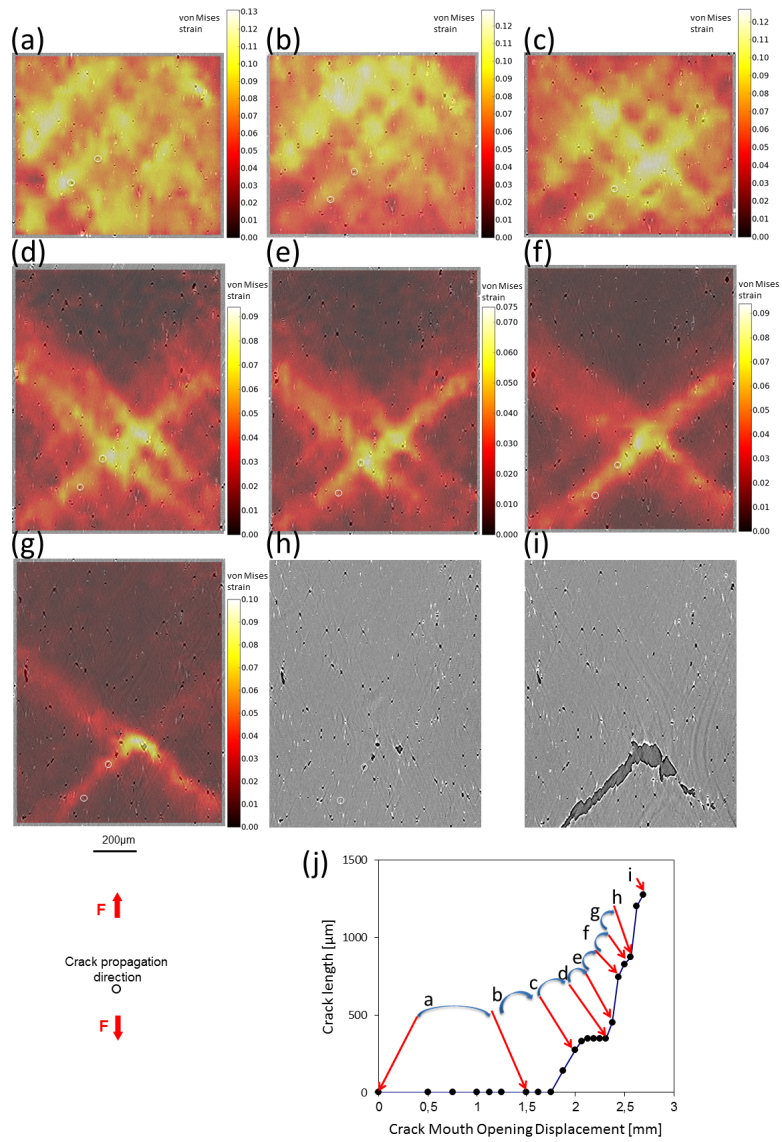 (a)
von Mises
strain
0.13
0.12
0.11
0.10
0.09
0.08
0.07
0.06
0.05
0.04
0.03
0.02
0.01
0.00
(b)
von Mises
strain
0.12
0.11
0.10
0.09
0.08
0.07
0.06
0.05
0.04
0.03
0.02
0.01
0.00
(c)
von Mises
strain
0.12
0.11
0.10
0.09
0.08
0.07
0.06
0.05
0.04
0.03
0.02
0.01
0.00
(d)
von Mises
strain
0.09
0.08
0.07
0.06
0.05
0.04
0.03
0.02
0.01
0.00
(e)
von Mises
strain
0.075
0.070
0.060
0.050
0.040
0.030
0.020
0.010
0.000
(f)
von Mises
strain
0.09
0.08
0.07
0.06
0.05
0.04
0.03
0.02
0.01
0.00
(g)
von Mises
strain
0.10
0.09
0.08
0.07
0.06
0.05
0.04
0.03
0.02
0.01
0.00
(h)
(i)
200µm
F
Crack propagation
direction
F
(j)
1500
1000
500
0
Crack length [µm]
a
b
c
d
e
f
g
h
i
0
0,5
1
1,5
2
2,5
3
Crack Mouth Opening Displacement [mm]